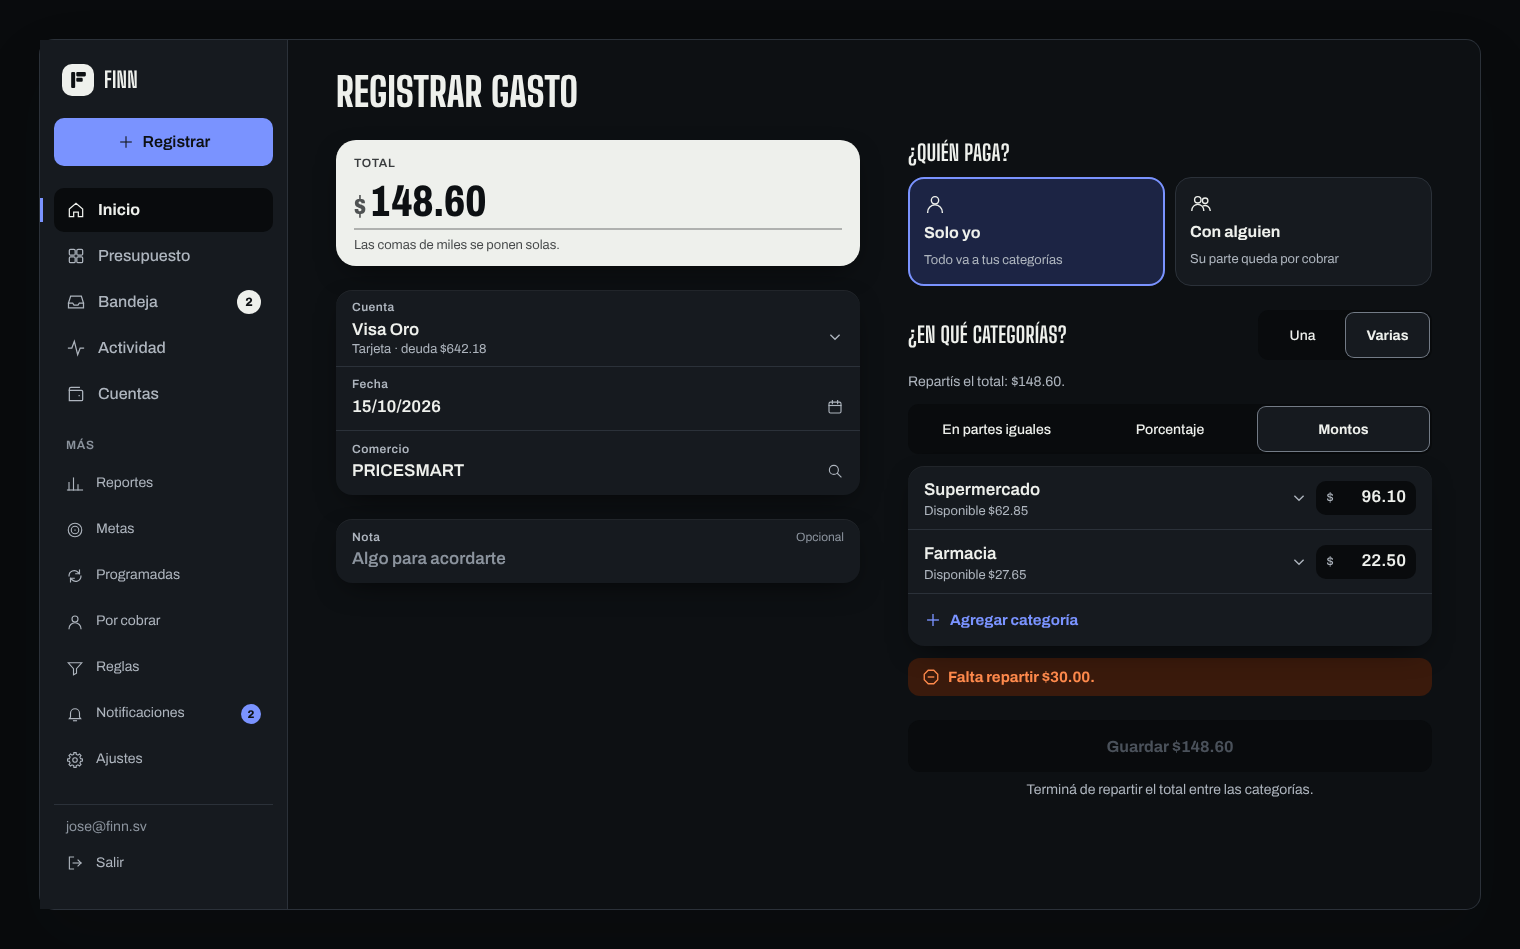 FINN
Registrar
Inicio
Presupuesto
Bandeja 2
Actividad
Cuentas
MÁS
Reportes
Metas
Programadas
Por cobrar
Reglas
Notificaciones 2
Ajustes
jose@finn.sv
Salir
REGISTRAR GASTO
TOTAL
$ 148.60
Las comas de miles se ponen solas.
Cuenta
Visa Oro
Tarjeta · deuda $642.18
Fecha
15/10/2026
Comercio
PRICESMART
Nota Opcional
Algo para acordarte
¿QUIÉN PAGA?
Solo yo
Todo va a tus categorías
Con alguien
Su parte queda por cobrar
¿EN QUÉ CATEGORÍAS? Una Varias
Repartís el total: $148.60.
En partes iguales Porcentaje Montos
Supermercado $ 96.10
Disponible $62.85
Farmacia $ 22.50
Disponible $27.65
Agregar categoría
Falta repartir $30.00.
Guardar $148.60
Terminá de repartir el total entre las categorías.